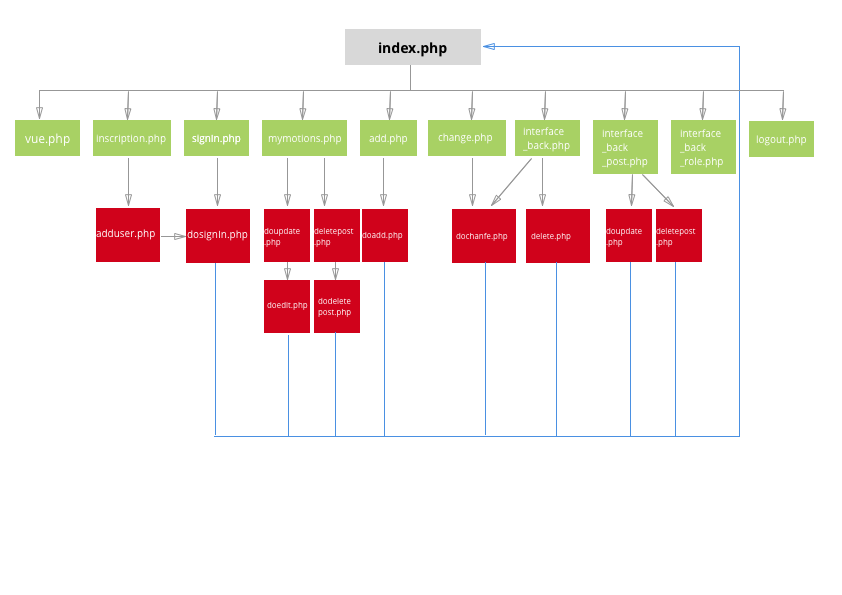 index.php
vue.php
inscription.php
signin.php
mymotions.php
add.php
change.php
interface
_back.php
interface
_back
_post.php
interface
_back
_role.php
logout.php
adduser.php
dosignin.php
doupdate
.php
deletepost
.php
doadd.php
dochanfe.php
delete.php
doupdate
.php
deletepost
.php
doedit.php
dodelete
post.php